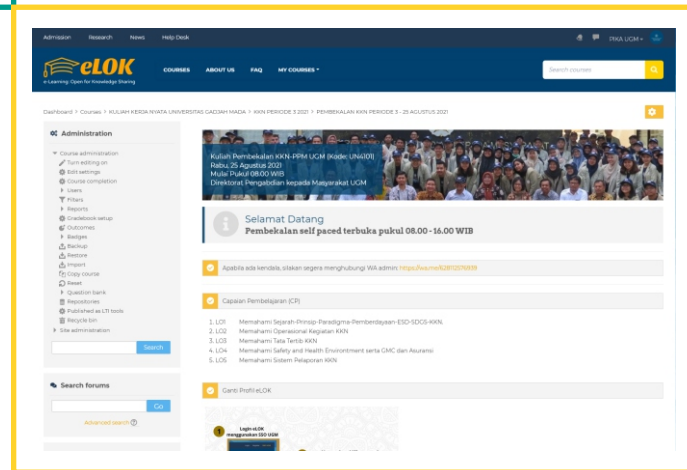 Admission Research News Help Desk
PIKA UGM
eLOK
e-Learning: Open for Knowledge Sharing
COURSES ABOUT US FAQ MY COURSES
Search courses
Dashboard > Courses > KULIAH KERJA NYATA UNIVERSITAS GADJAH MADA > KKN PERIODE 3 2021 > PEMBEKALAN KKN PERIODE 3 - 25 AGUSTUS 2021
Administration
Course administration
Turn editing on
Edit settings
Course completion
Users
Filters
Reports
Gradebook setup
Outcomes
Badges
Backup
Restore
Import
Copy course
Reset
Question bank
Repositories
Published as LTI tools
Recycle bin
Site administration
Search
Search forums
Go
Advanced search
Kuliah Pembekalan KKN-PPM UGM (Kode: UN4101)
Rabu, 25 Agustus 2021
Mulai Pukul 08.00 WIB
Direktorat Pengabdian kepada Masyarakat UGM
Selamat Datang
Pembekalan self paced terbuka pukul 08.00 - 16.00 WIB
Apabila ada kendala, silakan segera menghubungi WA admin:
Capaian Pembelajaran (CP)
1. LO1 Memahami Sejarah-Prinsip-Paradigma-Pemberdayaan-ESD-SDGS-KKN.
2. LO2 Memahami Operasional Kegiatan KKN
3. LO3 Memahami Tata Tertib KKN
4. LO4 Memahami Safety and Health Environtment serta GMC dan Asuransi
5. LO5 Memahami Sistem Pelaporan KKN
Ganti Profil eLOK
1 Login eLOK
menggunakan SSO UGM